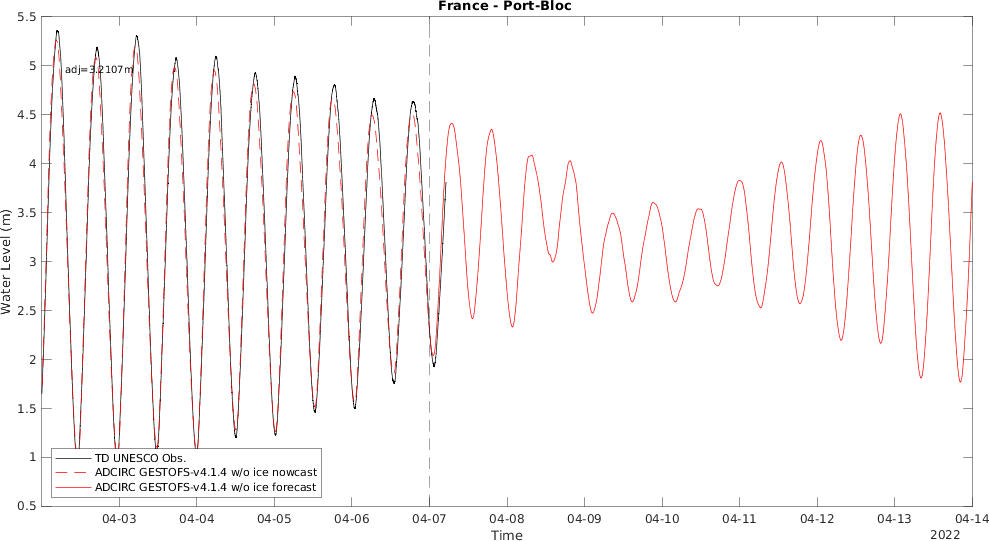 France - Port-Bloc
5.5
5
4.5
4
3.5
3
2.5
2
1.5
1
0.5
Water Level (m)
adj=3.2107m
TD UNESCO Obs.
ADCIRC GESTOFS-v4.1.4 w/o ice nowcast
ADCIRC GESTOFS-v4.1.4 w/o ice forecast
04-03 04-04 04-05 04-06 04-07 04-08 04-09 04-10 04-11 04-12 04-13 04-14
Time
2022